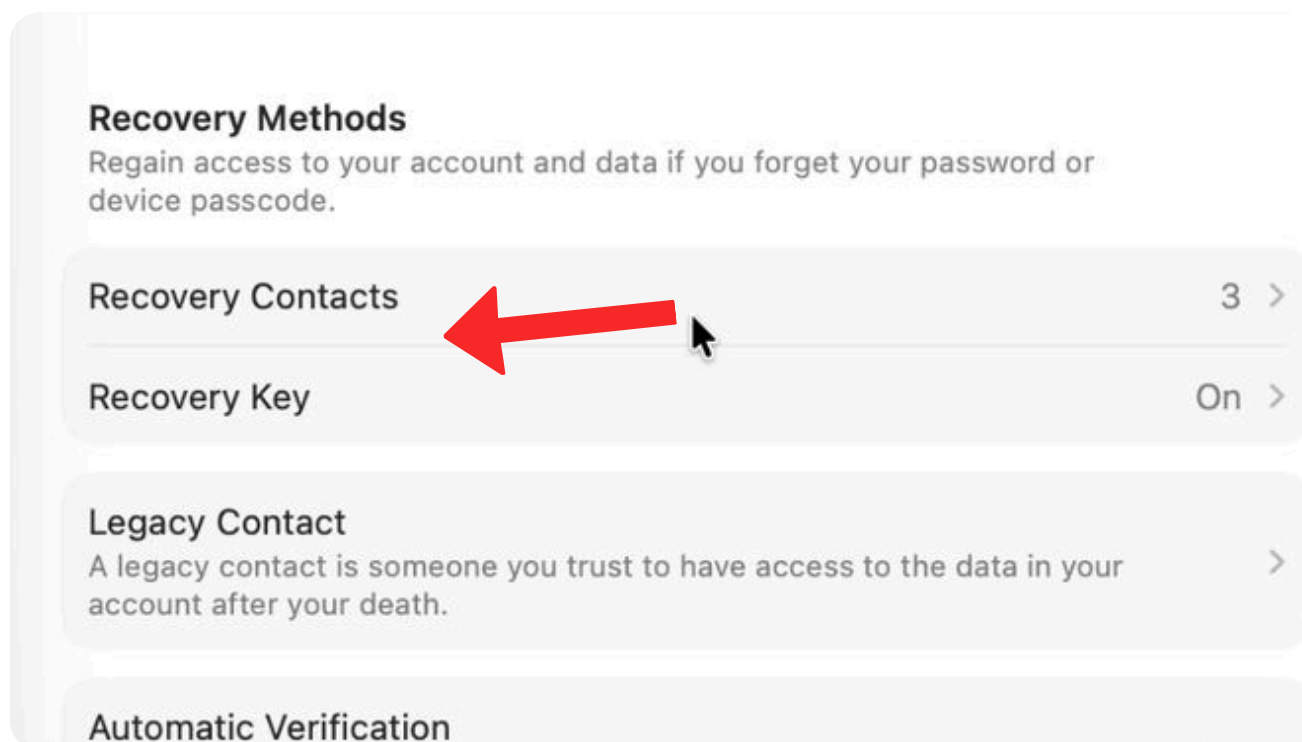 Recovery Methods
Regain access to your account and data if you forget your password or
device passcode.
Recovery Contacts
3
Recovery Key
On
Legacy Contact
A legacy contact is someone you trust to have access to the data in your
account after your death.
Automatic Verification